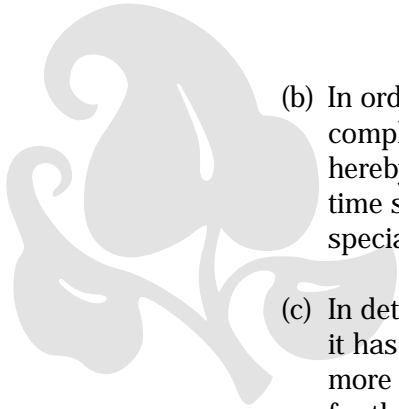 (b) In ord
compl
hereby
time s
specia
(c) In det
it has
more